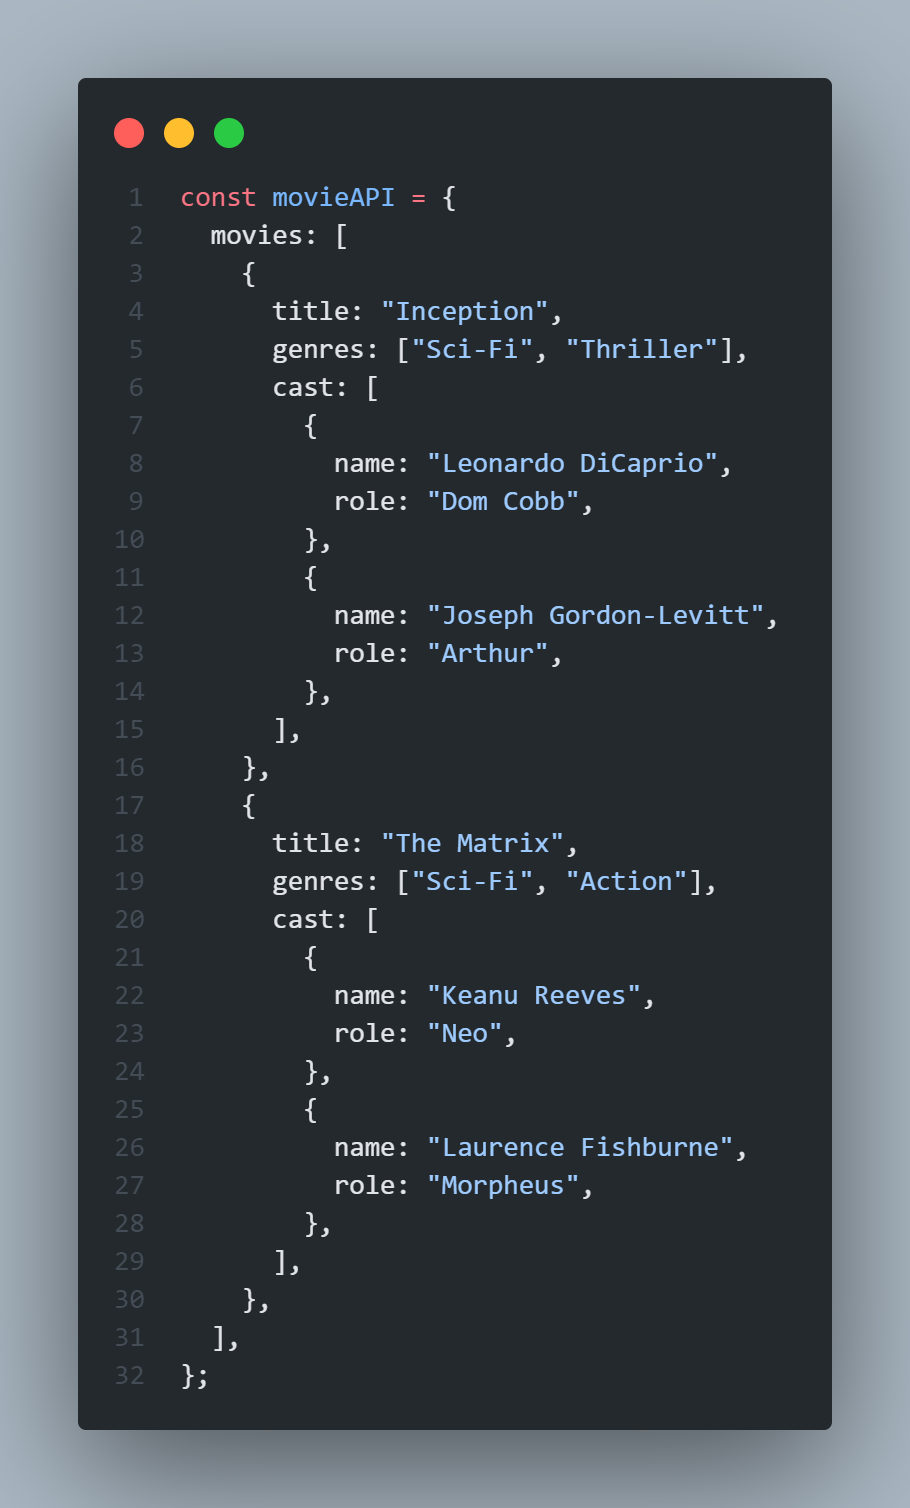 1 const movieAPI = {
2   movies: [
3     {
4       title: "Inception",
5       genres: ["Sci-Fi", "Thriller"],
6       cast: [
7         {
8           name: "Leonardo DiCaprio",
9           role: "Dom Cobb",
10         },
11         {
12           name: "Joseph Gordon-Levitt",
13           role: "Arthur",
14         },
15       ],
16     },
17     {
18       title: "The Matrix",
19       genres: ["Sci-Fi", "Action"],
20       cast: [
21         {
22           name: "Keanu Reeves",
23           role: "Neo",
24         },
25         {
26           name: "Laurence Fishburne",
27           role: "Morpheus",
28         },
29       ],
30     },
31   ],
32 };